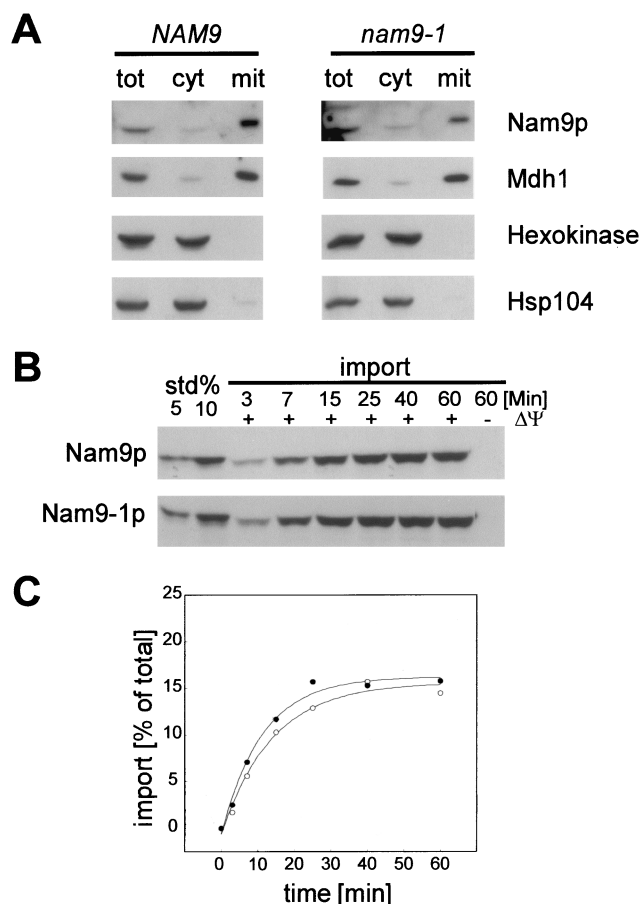 A
NAM9 nam9-1
tot cyt mit tot cyt mit
Nam9p
Mdh1
Hexokinase
Hsp104
B
import
std%
5 10 3 7 15 25 40 60 60 [Min]
+ + + + + + - ΔΨ
Nam9p
Nam9-1p
C
25
20
15
10
5
0
import [% of total]
0 10 20 30 40 50 60
time [min]